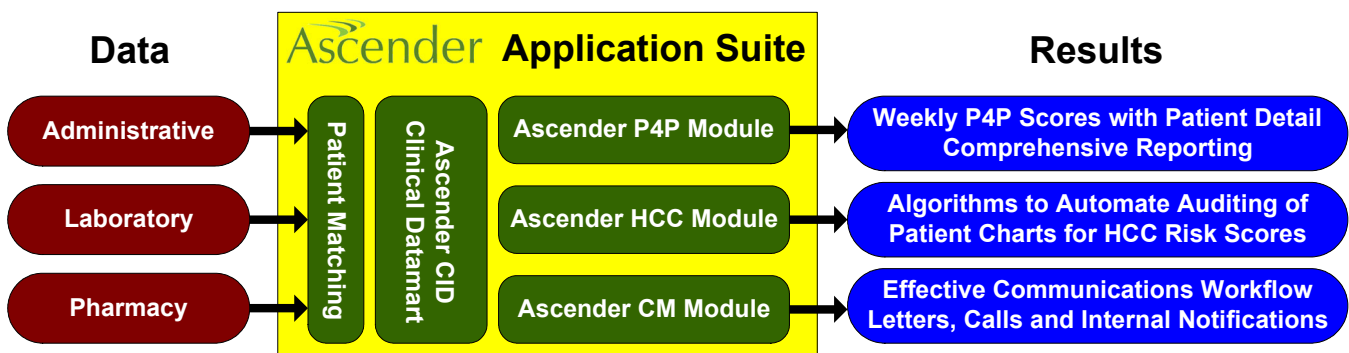 Data
Ascender Application Suite
Results
Administrative
Laboratory
Pharmacy
Patient Matching
Ascender CID
Clinical Datamart
Ascender P4P Module
Ascender HCC Module
Ascender CM Module
Weekly P4P Scores with Patient Detail
Comprehensive Reporting
Algorithms to Automate Auditing of
Patient Charts for HCC Risk Scores
Effective Communications Workflow
Letters, Calls and Internal Notifications